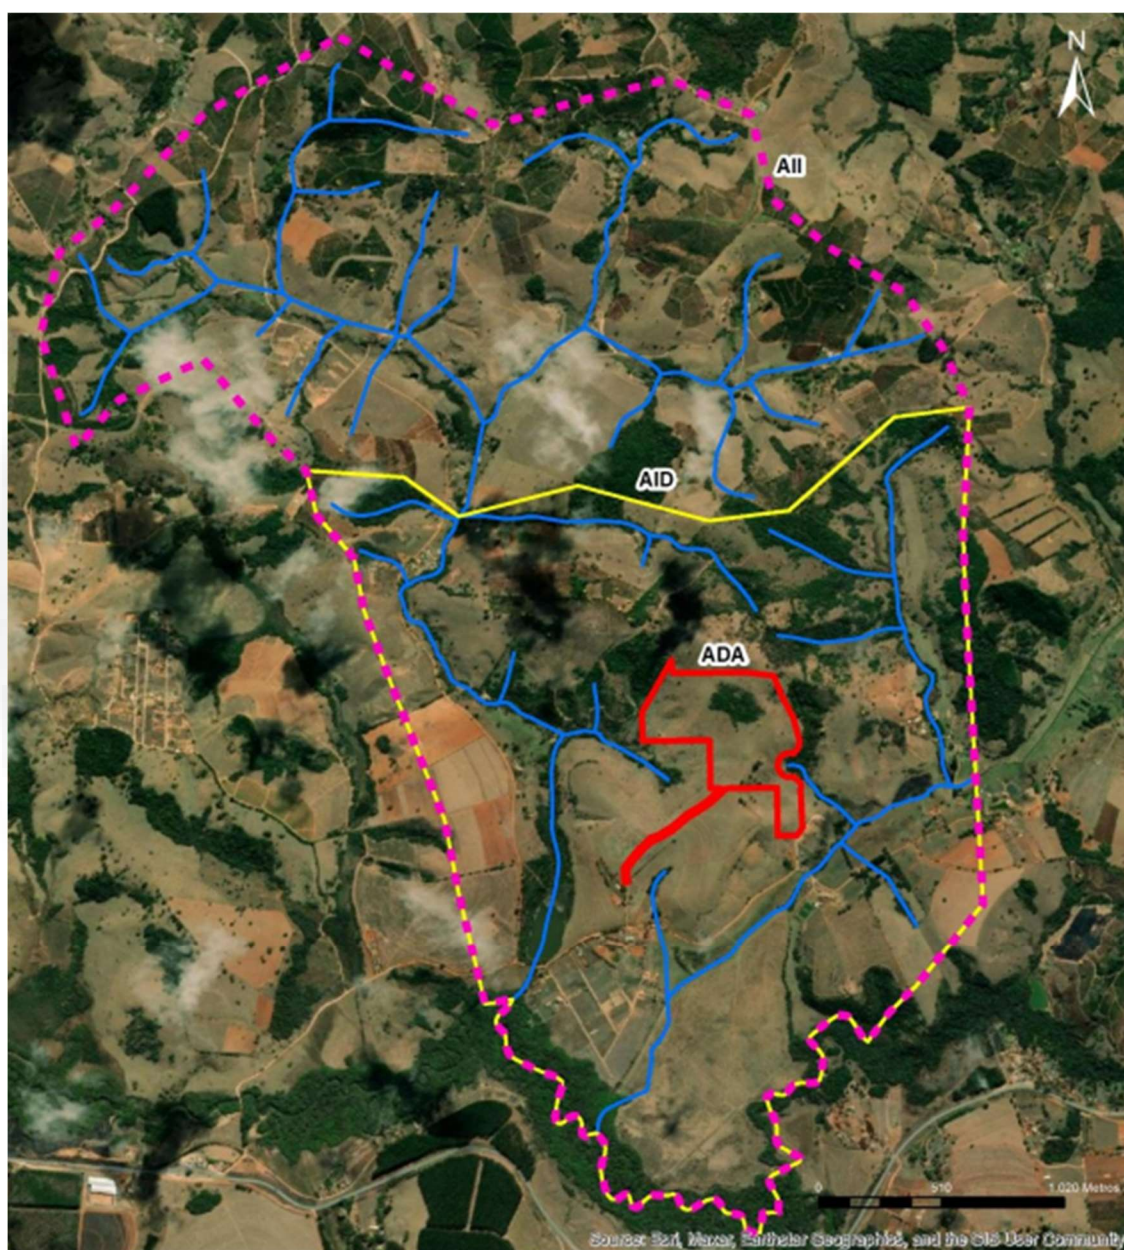 N
AII
AID
ADA
0 510 1.020 Metros
Source: Esri, Maxar, Earthstar Geographics, and the GIS User Community